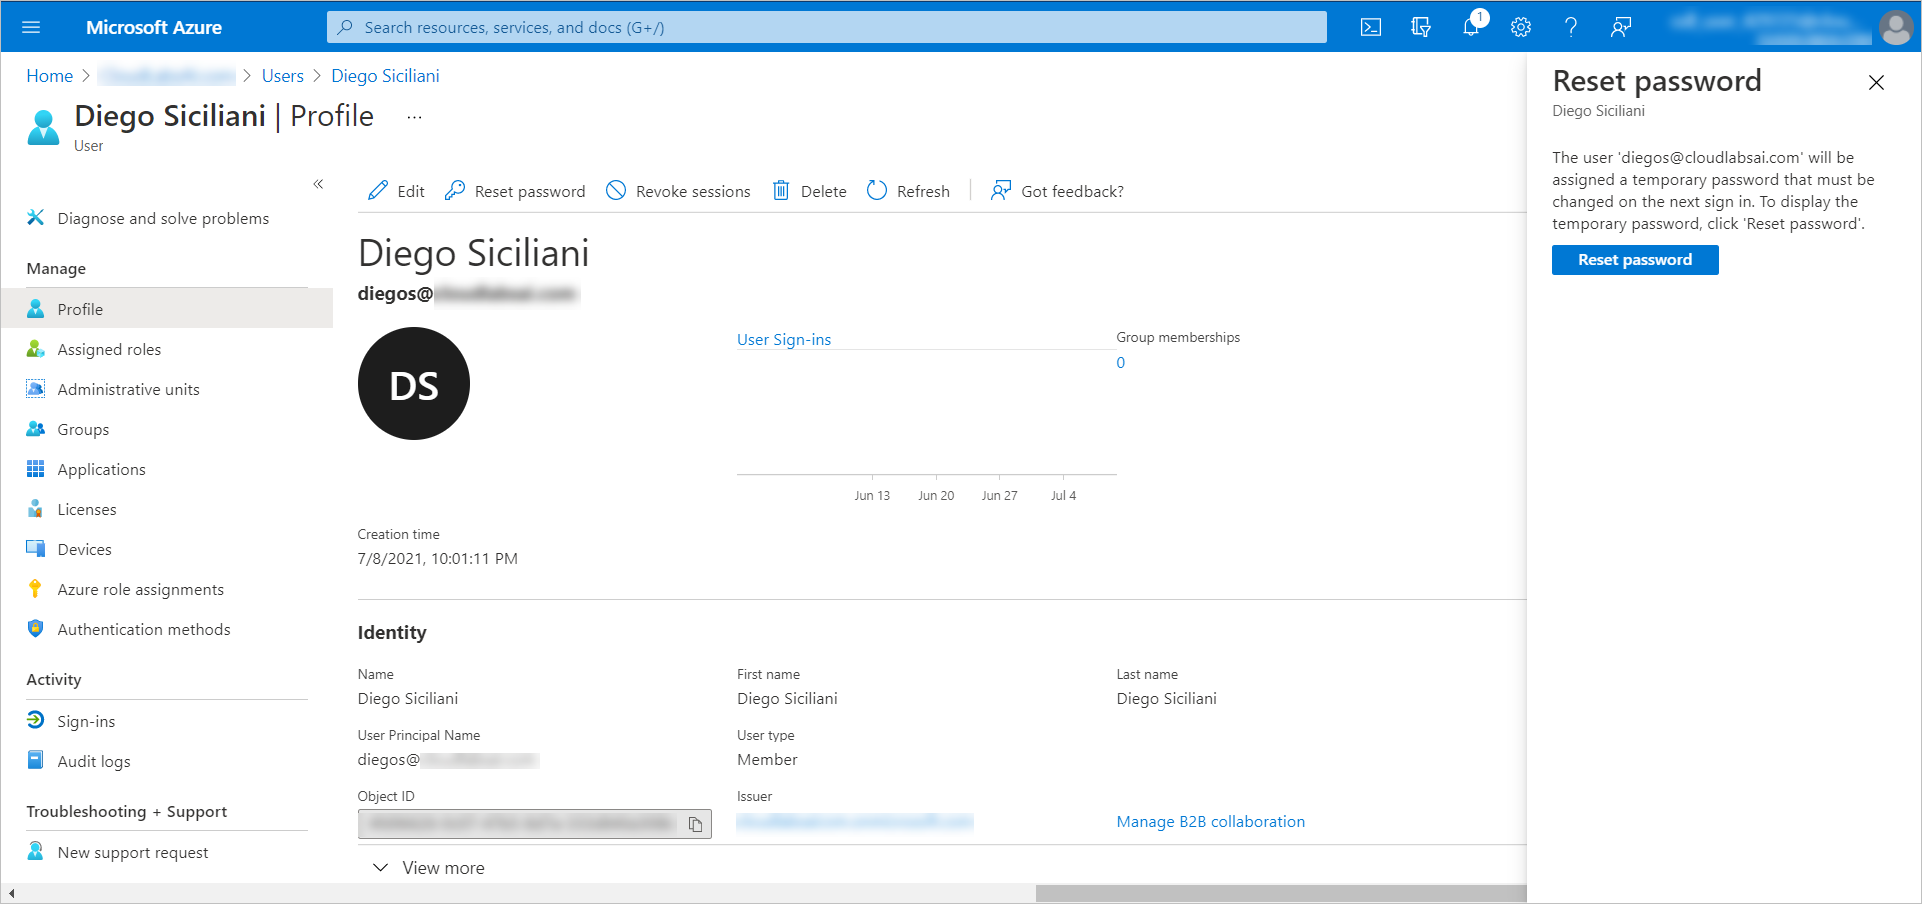 Microsoft Azure
Search resources, services, and docs (G+/)
1
Home > Users > Diego Siciliani
Diego Siciliani | Profile ...
User
«
Diagnose and solve problems
Manage
Profile
Assigned roles
Administrative units
Groups
Applications
Licenses
Devices
Azure role assignments
Authentication methods
Activity
Sign-ins
Audit logs
Troubleshooting + Support
New support request
Edit Reset password Revoke sessions Delete Refresh Got feedback?
Diego Siciliani
diegos@
DS
User Sign-ins
Jun 13 Jun 20 Jun 27 Jul 4
Group memberships
0
Creation time
7/8/2021, 10:01:11 PM
Identity
Name First name Last name
Diego Siciliani Diego Siciliani Diego Siciliani
User Principal Name User type
diegos@ Member
Object ID Issuer
Manage B2B collaboration
View more
Reset password
Diego Siciliani
The user 'diegos@cloudlabsai.com' will be
assigned a temporary password that must be
changed on the next sign in. To display the
temporary password, click 'Reset password'.
Reset password